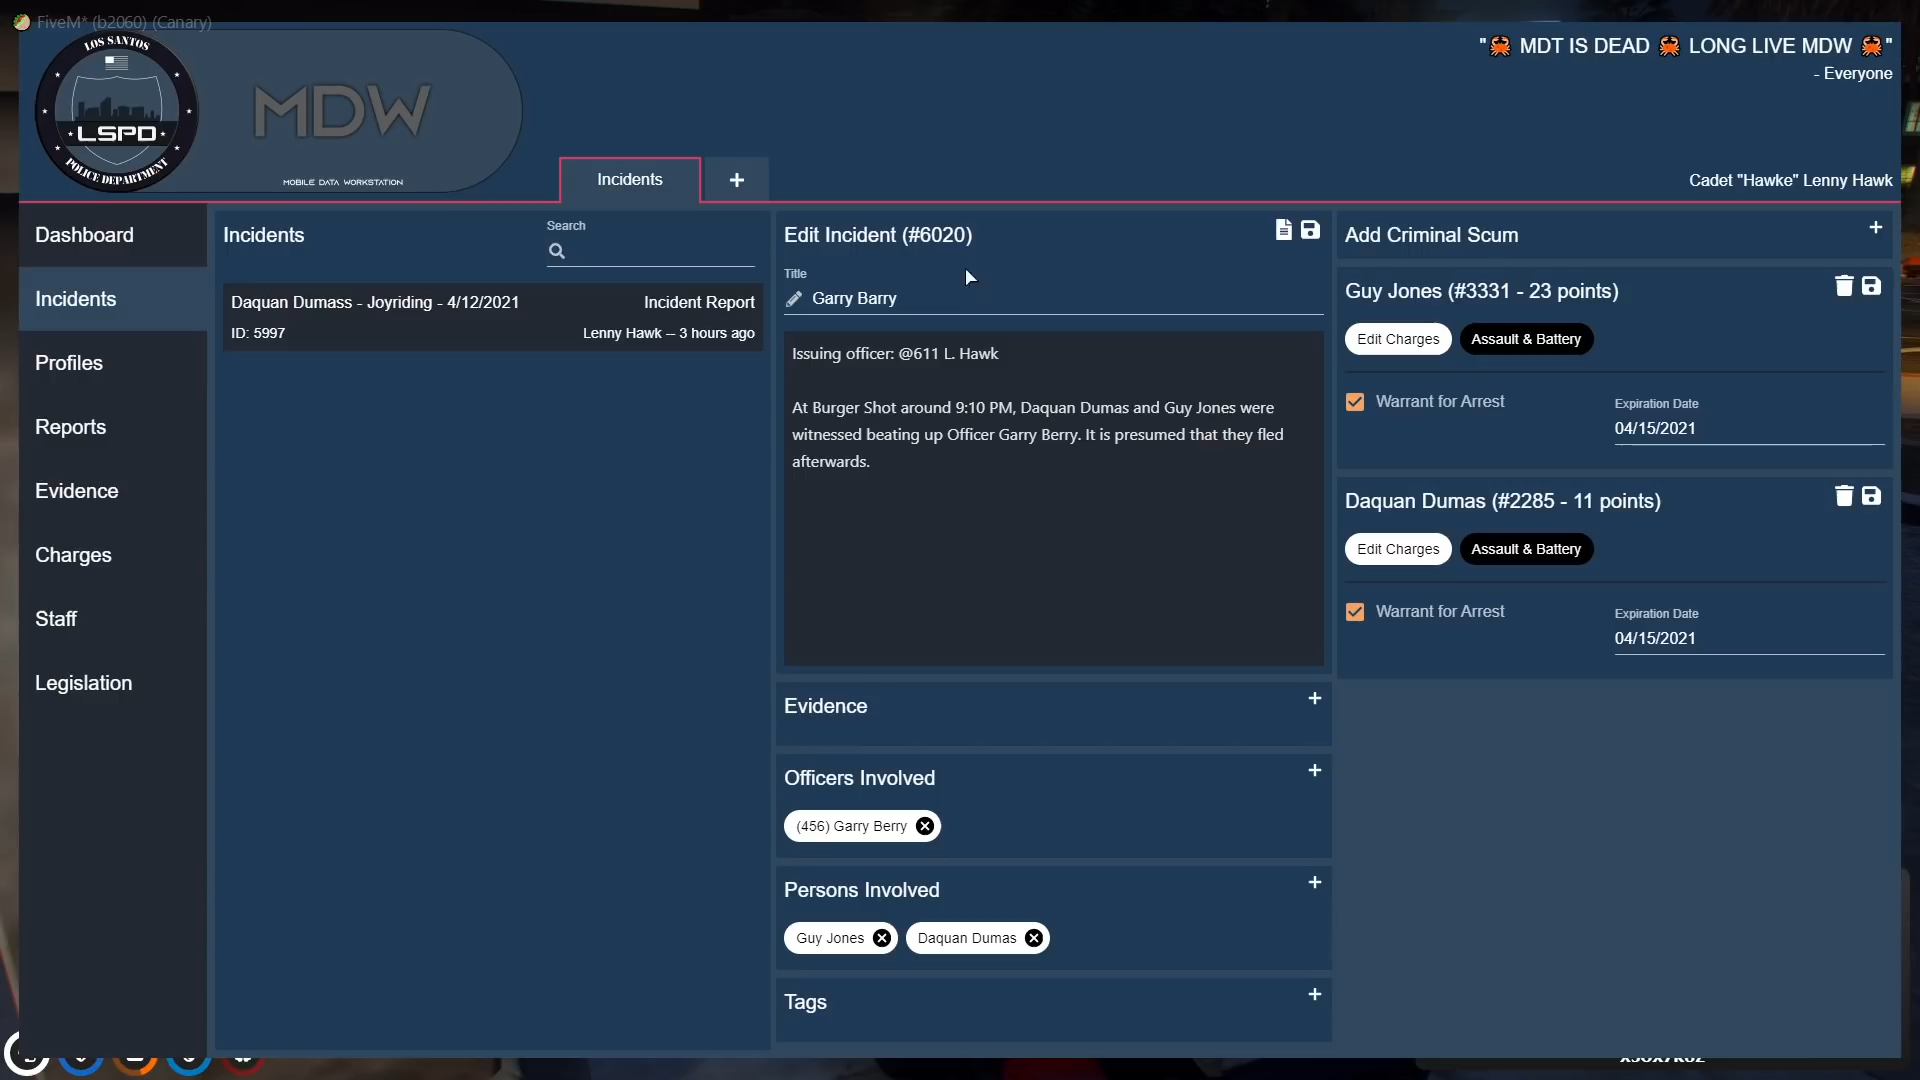 FiveM* (b2060) (Canary)
LOS SANTOS
LSPD
POLICE DEPARTMENT
MDW
MOBILE DATA WORKSTATION
"🦀 MDT IS DEAD 🦀 LONG LIVE MDW 🦀"
- Everyone
Incidents
+
Cadet "Hawke" Lenny Hawk
Dashboard
Incidents
Profiles
Reports
Evidence
Charges
Staff
Legislation
Incidents
Search
Daquan Dumass - Joyriding - 4/12/2021 Incident Report
ID: 5997 Lenny Hawk -- 3 hours ago
Edit Incident (#6020)
Title
Garry Barry
Issuing officer: @611 L. Hawk
At Burger Shot around 9:10 PM, Daquan Dumas and Guy Jones were
witnessed beating up Officer Garry Berry. It is presumed that they fled
afterwards.
Evidence +
Officers Involved +
(456) Garry Berry
Persons Involved +
Guy Jones Daquan Dumas
Tags +
Add Criminal Scum +
Guy Jones (#3331 - 23 points)
Edit Charges Assault & Battery
Warrant for Arrest
Expiration Date
04/15/2021
Daquan Dumas (#2285 - 11 points)
Edit Charges Assault & Battery
Warrant for Arrest
Expiration Date
04/15/2021